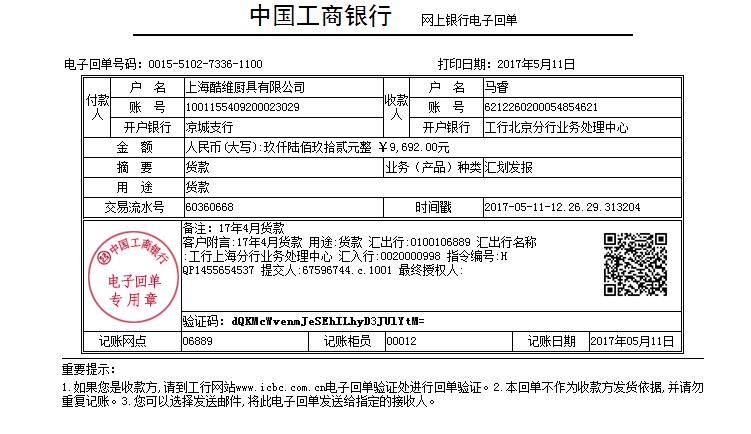 中国工商银行 网上银行电子回单
电子回单号码：0015-5102-7336-1100 打印日期：2017年5月11日
付款人 户 名 上海酷维厨具有限公司 收款人 户 名 马睿
账 号 1001155409200023029 账 号 6212260200054854621
开户银行 凉城支行 开户银行 工行北京分行业务处理中心
金 额 人民币(大写):玖仟陆佰玖拾贰元整 ￥9,692.00元
摘 要 货款 业务（产品）种类 汇划发报
用 途 货款
交易流水号 60360668 时间戳 2017-05-11-12.26.29.313204
中国工商银行
电子回单
专用章
备注：17年4月货款
客户附言:17年4月货款 用途:货款 汇出行:0100106889 汇出行名称
:工行上海分行业务处理中心 汇入行:0020000998 指令编号:H
QP1455654537 提交人:67596744.c.1001 最终授权人:
验证码：dQKMcWvenmJeSEhILhyD3JUlYtM=
记账网点 06889 记账柜员 00012 记账日期 2017年05月11日
重要提示：
1.如果您是收款方,请到工行网站www.icbc.com.cn电子回单验证处进行回单验证。2.本回单不作为收款方发货依据,并请勿
重复记账。3.您可以选择发送邮件,将此电子回单发送给指定的接收人。